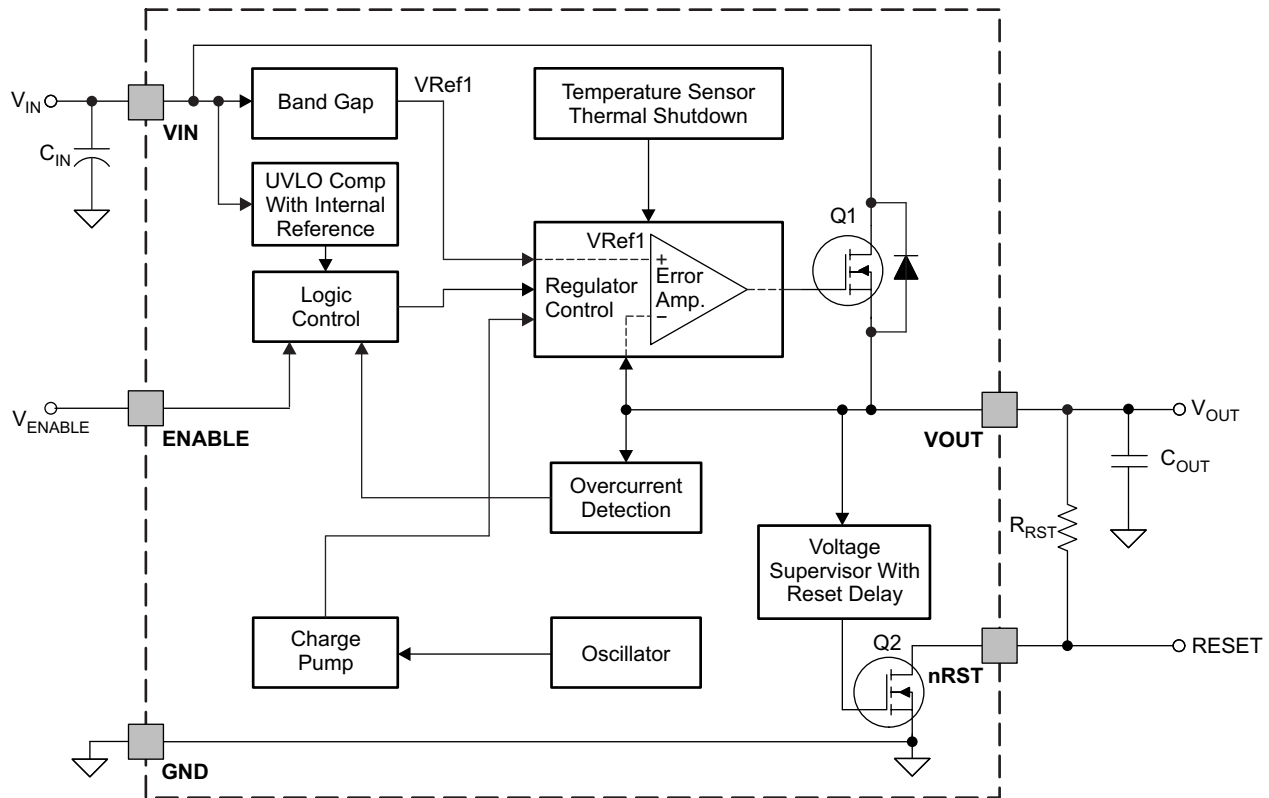 Band Gap
VRef1
Temperature Sensor
Thermal Shutdown
VIN
VIN
CIN
UVLO Comp
With Internal
Reference
Q1
VRef1
+
Error
Amp.
−
Regulator
Control
Logic
Control
VENABLE
ENABLE
VOUT
VOUT
COUT
Overcurrent
Detection
RRST
Voltage
Supervisor With
Reset Delay
Charge
Pump
Oscillator
Q2
nRST
RESET
GND